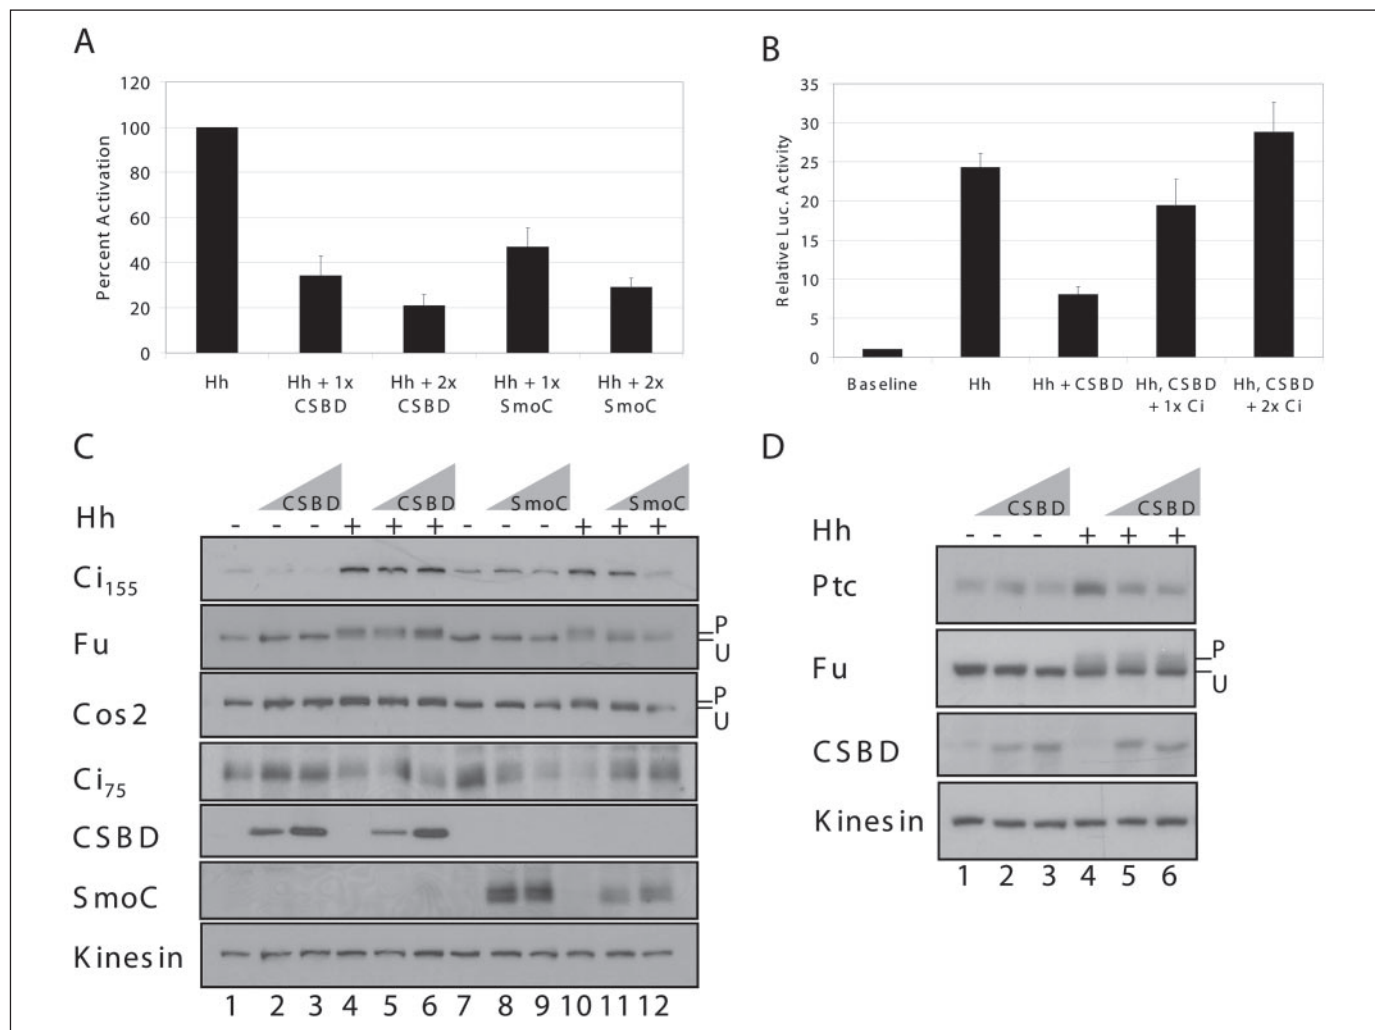 A
Percent Activation
120
100
80
60
40
20
0
Hh
Hh + 1x
CSBD
Hh + 2x
CSBD
Hh + 1x
SmoC
Hh + 2x
SmoC
B
Relative Luc. Activity
35
30
25
20
15
10
5
0
Baseline
Hh
Hh + CSBD
Hh, CSBD
+ 1x Ci
Hh, CSBD
+ 2x Ci
C
CSBD CSBD SmoC SmoC
Hh - - - + + + - - - + + +
Ci155
Fu P
U
Cos2 P
U
Ci75
CSBD
SmoC
Kinesin
1 2 3 4 5 6 7 8 9 10 11 12
D
CSBD CSBD
Hh - - - + + +
Ptc
Fu P
U
CSBD
Kinesin
1 2 3 4 5 6